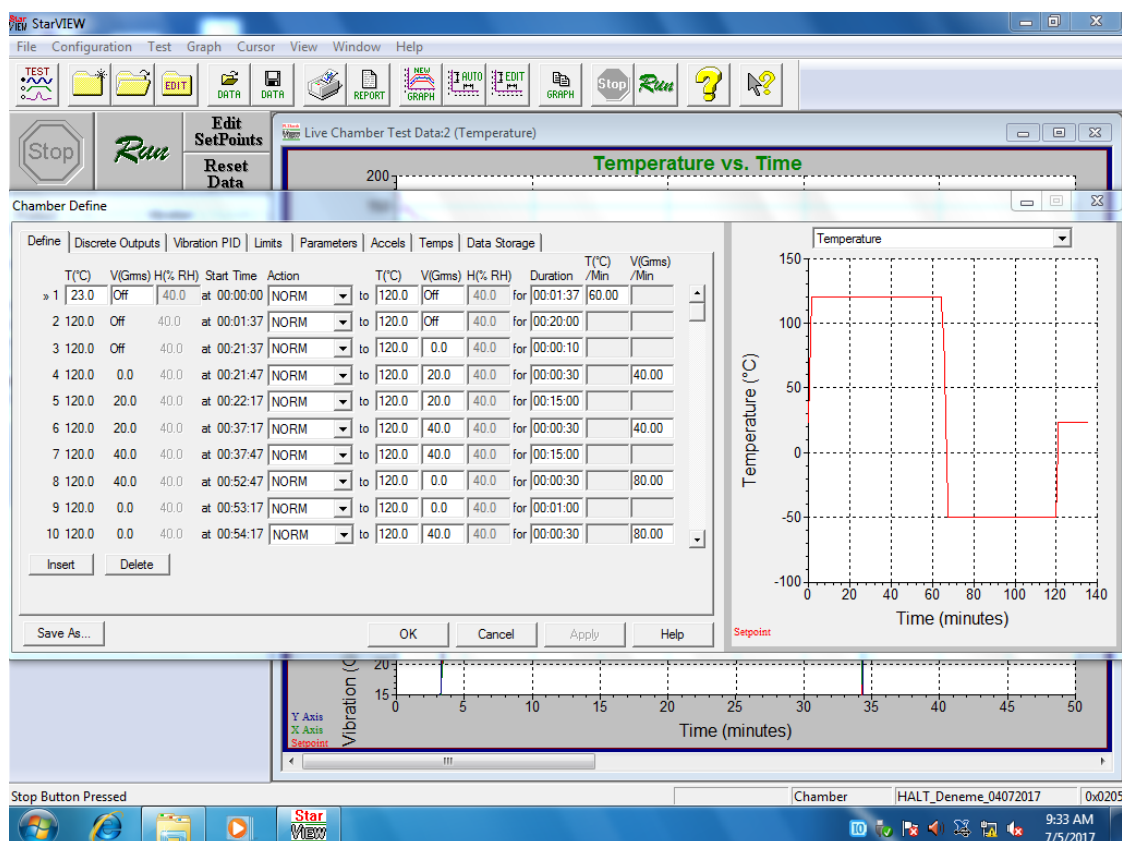 StarVIEW
File Configuration Test Graph Cursor View Window Help
TEST EDIT DATA DATA REPORT NEW GRAPH AUTO EDIT GRAPH Stop Run
Stop Run Edit SetPoints
Reset Data
Live Chamber Test Data:2 (Temperature)
Temperature vs. Time
200
Chamber Define
Define Discrete Outputs Vibration PID Limits Parameters Accels Temps Data Storage
T(°C) V(Grms) H(% RH) Start Time Action T(°C) V(Grms) H(% RH) Duration T(°C) /Min V(Grms) /Min
» 1 23.0 Off 40.0 at 00:00:00 NORM to 120.0 Off 40.0 for 00:01:37 60.00
2 120.0 Off 40.0 at 00:01:37 NORM to 120.0 Off 40.0 for 00:20:00
3 120.0 Off 40.0 at 00:21:37 NORM to 120.0 0.0 40.0 for 00:00:10
4 120.0 0.0 40.0 at 00:21:47 NORM to 120.0 20.0 40.0 for 00:00:30 40.00
5 120.0 20.0 40.0 at 00:22:17 NORM to 120.0 20.0 40.0 for 00:15:00
6 120.0 20.0 40.0 at 00:37:17 NORM to 120.0 40.0 40.0 for 00:00:30 40.00
7 120.0 40.0 40.0 at 00:37:47 NORM to 120.0 40.0 40.0 for 00:15:00
8 120.0 40.0 40.0 at 00:52:47 NORM to 120.0 0.0 40.0 for 00:00:30 80.00
9 120.0 0.0 40.0 at 00:53:17 NORM to 120.0 0.0 40.0 for 00:01:00
10 120.0 0.0 40.0 at 00:54:17 NORM to 120.0 40.0 40.0 for 00:00:30 80.00
Insert Delete
Save As... OK Cancel Apply Help
Temperature
Temperature (°C)
150
100
50
0
-50
-100
0 20 40 60 80 100 120 140
Time (minutes)
Setpoint
Vibration
20
15
0 5 10 15 20 25 30 35 40 45 50
Time (minutes)
Y Axis
X Axis
Setpoint
Stop Button Pressed Chamber HALT_Deneme_04072017 0x0205
Star VIEW
9:33 AM
7/5/2017